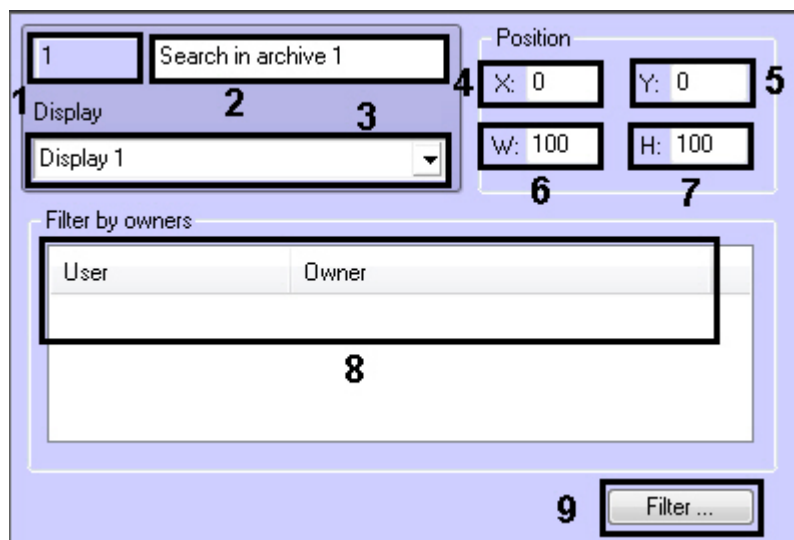 1 Search in archive 1
1 2
Display 3
Display 1
Position
4 X: 0 Y: 0 5
W: 100 H: 100
6 7
Filter by owners
User Owner
8
9 Filter ...